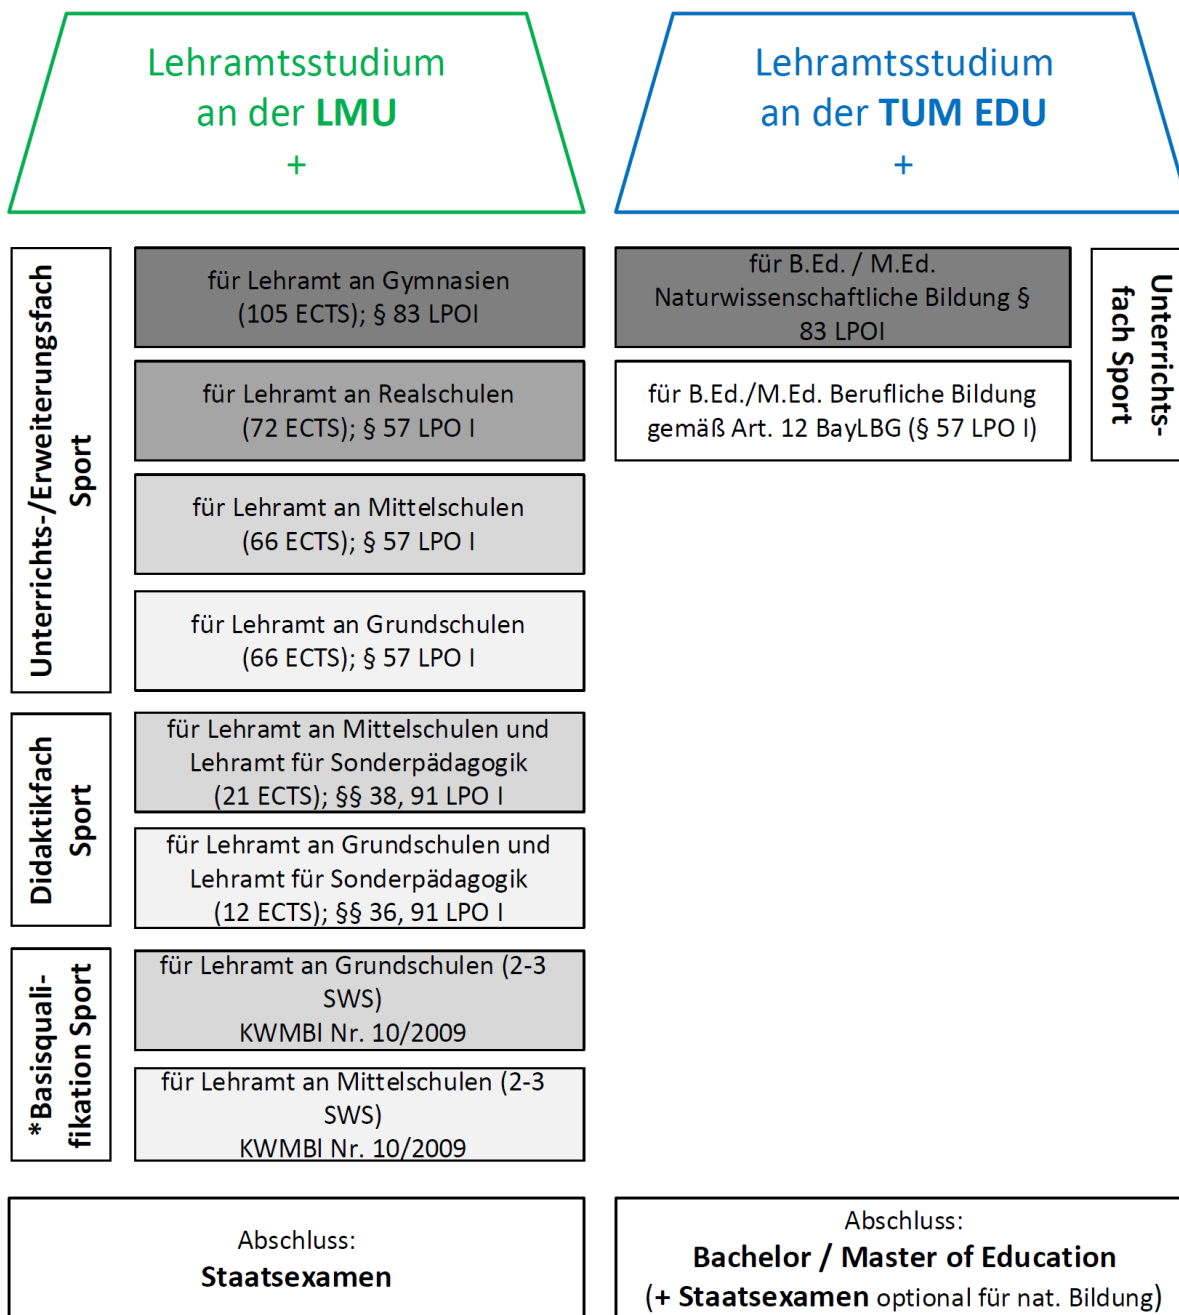 Lehramtsstudium
an der LMU
+
Unterrichts-/Erweiterungsfach
Sport
für Lehramt an Gymnasien
(105 ECTS); § 83 LPOI
für Lehramt an Realschulen
(72 ECTS); § 57 LPO I
für Lehramt an Mittelschulen
(66 ECTS); § 57 LPO I
für Lehramt an Grundschulen
(66 ECTS); § 57 LPO I
Didaktikfach
Sport
für Lehramt an Mittelschulen und
Lehramt für Sonderpädagogik
(21 ECTS); §§ 38, 91 LPO I
für Lehramt an Grundschulen und
Lehramt für Sonderpädagogik
(12 ECTS); §§ 36, 91 LPO I
*Basisquali-
fikation Sport
für Lehramt an Grundschulen (2-3
SWS)
KWMBl Nr. 10/2009
für Lehramt an Mittelschulen (2-3
SWS)
KWMBl Nr. 10/2009
Abschluss:
Staatsexamen
Lehramtsstudium
an der TUM EDU
+
für B.Ed. / M.Ed.
Naturwissenschaftliche Bildung §
83 LPOI
für B.Ed./M.Ed. Berufliche Bildung
gemäß Art. 12 BayLBG (§ 57 LPO I)
Unterrichts-
fach Sport
Abschluss:
Bachelor / Master of Education
(+ Staatsexamen optional für nat. Bildung)